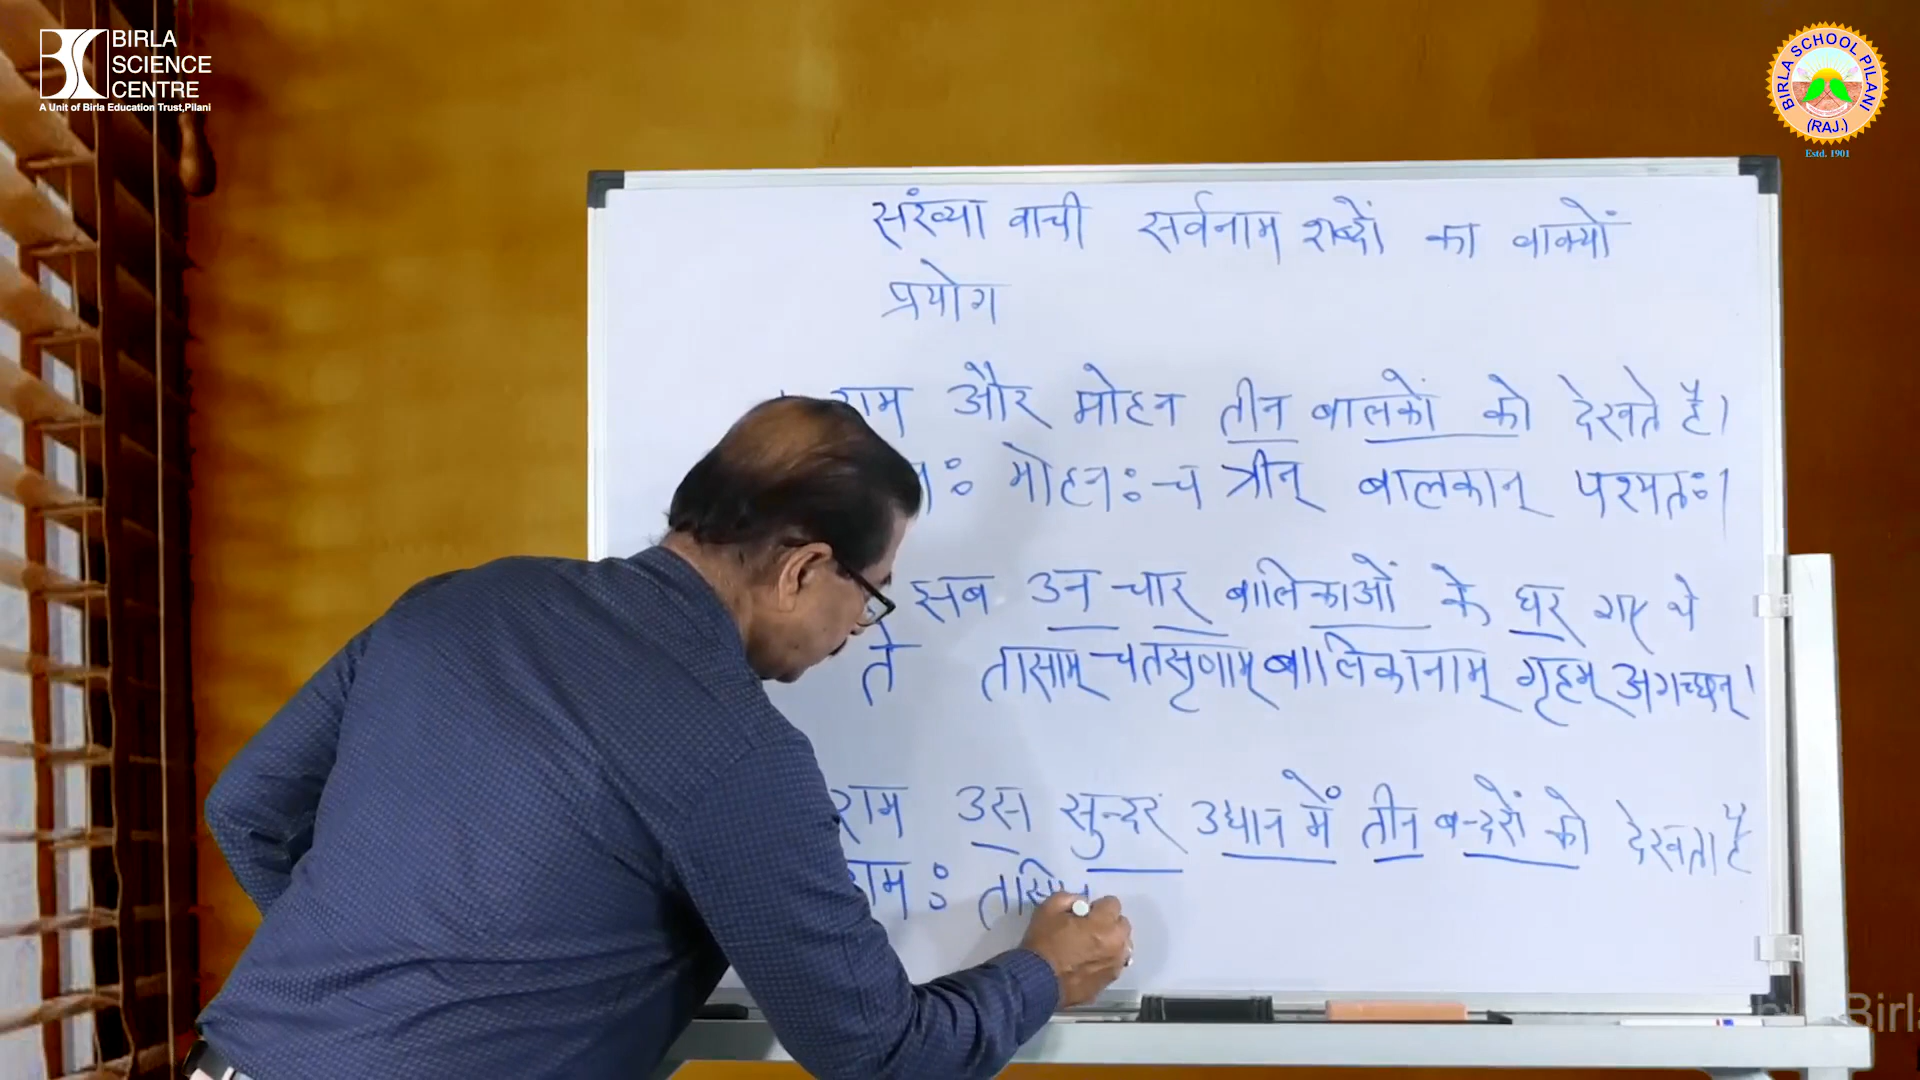 BIRLA
SCIENCE
CENTRE
A Unit of Birla Education Trust,Pilani
BIRLA SCHOOL PILANI
(RAJ.)
Estd. 1901
संख्या वाची सर्वनाम शब्दों का वाक्यों
प्रयोग
राम और मोहन तीन बालकों को देखते हैं।
मोहनः च त्रीन् बालकान् पश्यतः।
सब उन चार बालिकाओं के घर गए थे
ते तासाम् चतसृणाम् बालिकानाम् गृहम् अगच्छन्।
राम उस सुन्दर उद्यान में तीन बन्दरों को देखता है
रामः
Birl